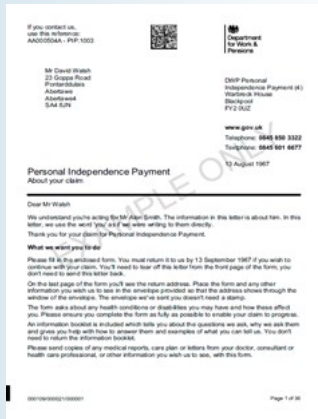 If you contact us,
use this reference:
AA000504A - PIP.1003
Department
for Work &
Pensions
Mr David Walsh
23 Goppa Road
Pontarddulais
Abertawe
Abertawe4
SA4 8JN
DWP Personal
Independence Payment (4)
Warbreck House
Blackpool
FY2 0UZ
www.gov.uk
Telephone: 0845 850 3322
Textphone: 0845 601 6677
13 August 1967
Personal Independence Payment
About your claim
Dear Mr Walsh
We understand you're acting for Mr Alan Smith. The information in this letter is about him. In this
letter, we use the word 'you' as if we were writing to them directly.
Thank you for your claim for Personal Independence Payment.
What we want you to do
Please fill in the enclosed form. You must return it to us by 13 September 1967 if you wish to
continue with your claim. You'll need to tear off this letter from the front page of the form; you
don't need to send this letter back.
On the last page of the form you'll see the return address. Place the form and any other
information you wish us to see in the envelope provided so that the address shows through the
window of the envelope. The envelope we've sent you doesn't need a stamp.
The form asks about any health conditions or disabilities you may have and how these affect
you. Please ensure you complete the form as fully as possible to enable your claim to progress.
An information booklet is included which tells you about the questions we ask, why we ask them
and gives you help with how to answer them and examples of what you can tell us. You don't
need to return the information booklet.
Please send copies of any medical reports, care plan or letters from your doctor, consultant or
health care professional, or other information you wish us to see, with this form.
Page 1 of 36